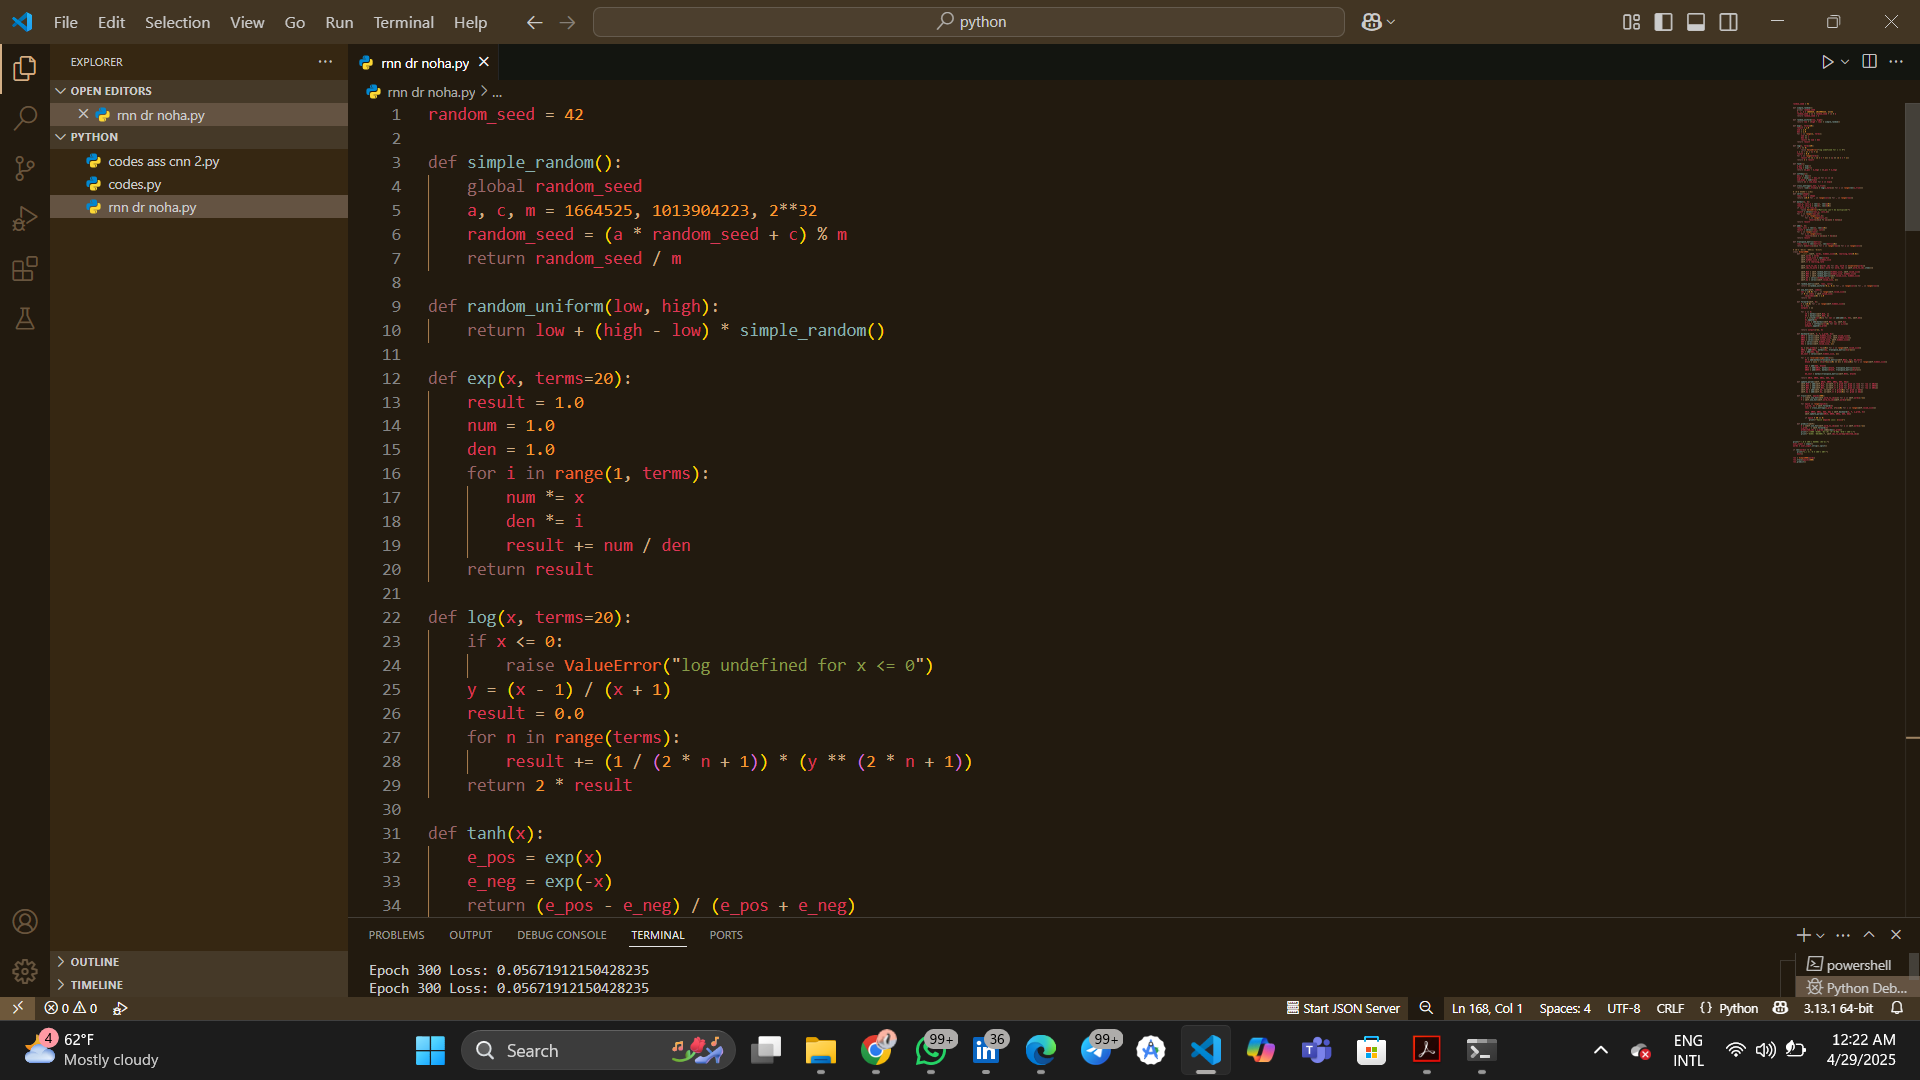 File Edit Selection View Go Run Terminal Help
python
EXPLORER
OPEN EDITORS
rnn dr noha.py
PYTHON
codes ass cnn 2.py
codes.py
rnn dr noha.py
OUTLINE
TIMELINE
rnn dr noha.py
rnn dr noha.py > ...
1 random_seed = 42
2
3 def simple_random():
4     global random_seed
5     a, c, m = 1664525, 1013904223, 2**32
6     random_seed = (a * random_seed + c) % m
7     return random_seed / m
8
9 def random_uniform(low, high):
10     return low + (high - low) * simple_random()
11
12 def exp(x, terms=20):
13     result = 1.0
14     num = 1.0
15     den = 1.0
16     for i in range(1, terms):
17         num *= x
18         den *= i
19         result += num / den
20     return result
21
22 def log(x, terms=20):
23     if x <= 0:
24         raise ValueError("log undefined for x <= 0")
25     y = (x - 1) / (x + 1)
26     result = 0.0
27     for n in range(terms):
28         result += (1 / (2 * n + 1)) * (y ** (2 * n + 1))
29     return 2 * result
30
31 def tanh(x):
32     e_pos = exp(x)
33     e_neg = exp(-x)
34     return (e_pos - e_neg) / (e_pos + e_neg)
PROBLEMS OUTPUT DEBUG CONSOLE TERMINAL PORTS
Epoch 300 Loss: 0.05671912150428235
Epoch 300 Loss: 0.05671912150428235
powershell
Python Deb...
0 0
Start JSON Server
Ln 168, Col 1 Spaces: 4 UTF-8 CRLF {} Python 3.13.1 64-bit
4
62°F
Mostly cloudy
Search
99+
36
99+
ENG
INTL
12:22 AM
4/29/2025